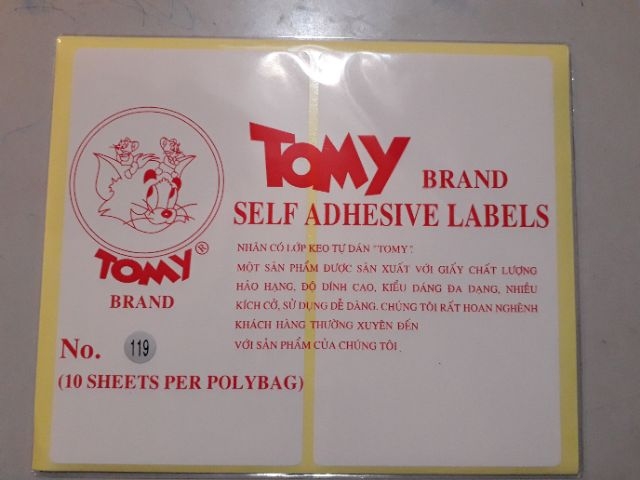 TOMY BRAND
SELF ADHESIVE LABELS
NHÃN CÓ LỚP KEO TỰ DÁN "TOMY".
MỘT SẢN PHẨM ĐƯỢC SẢN XUẤT VỚI GIẤY CHẤT LƯỢNG
HẢO HẠNG, ĐỘ DÍNH CAO, KIỂU DÁNG ĐA DẠNG, NHIỀU
KÍCH CỠ, SỬ DỤNG DỄ DÀNG. CHÚNG TÔI RẤT HOAN NGHÊNH
KHÁCH HÀNG THƯỜNG XUYÊN ĐẾN
VỚI SẢN PHẨM CỦA CHÚNG TÔI.
TOMY®
BRAND
No. 119
(10 SHEETS PER POLYBAG)